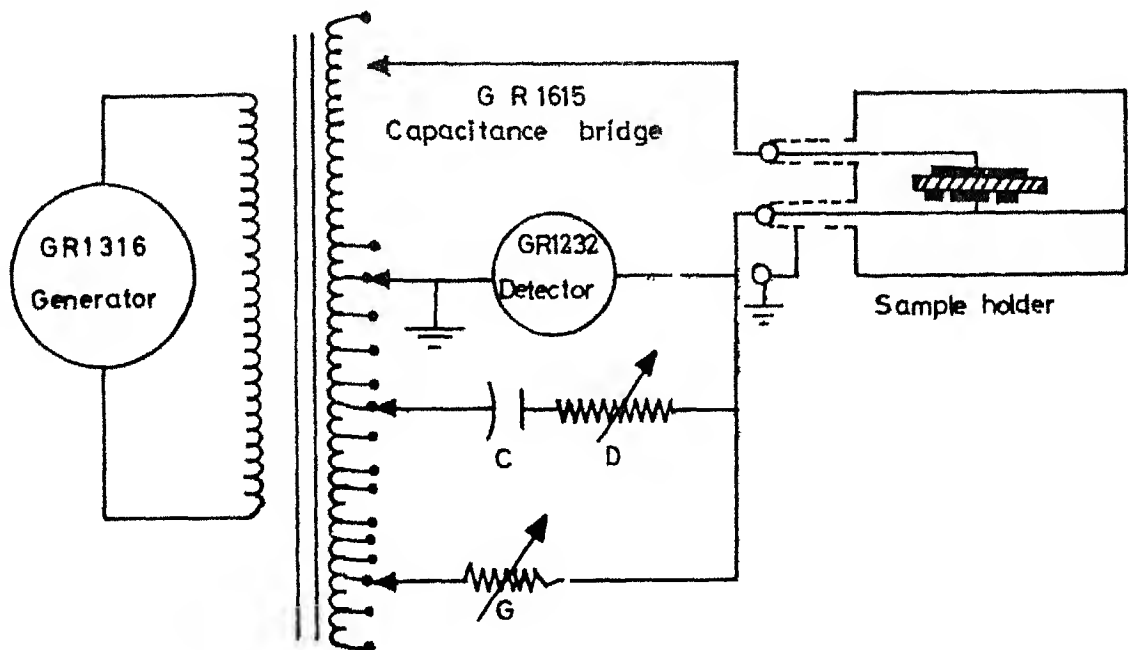 G R 1615
Capacitance bridge
GR1316
Generator
GR1232
Detector
Sample holder
C
D
G